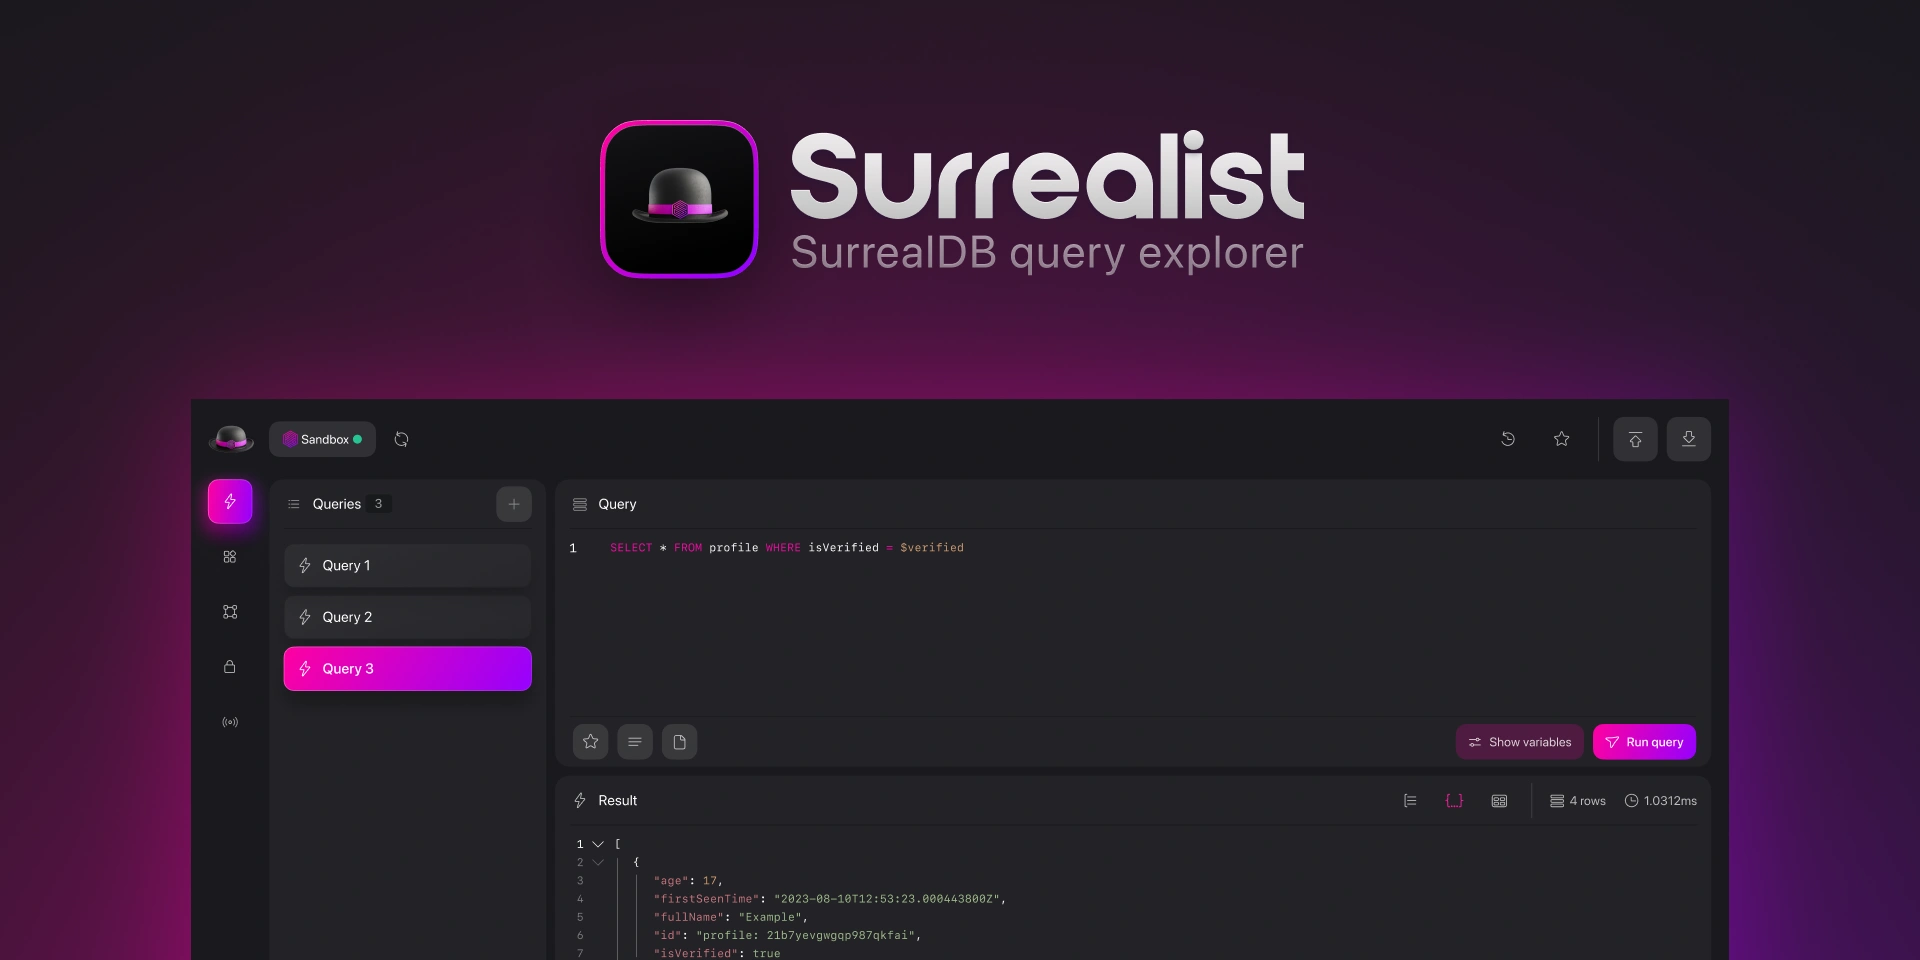 Surrealist
SurrealDB query explorer
Sandbox
Queries 3
Query 1
Query 2
Query 3
Query
1 SELECT * FROM profile WHERE isVerified = $verified
Show variables
Run query
Result
{...}
4 rows
1.0312ms
1 [
2 {
3 "age": 17,
4 "firstSeenTime": "2023-08-10T12:53:23.000443800Z",
5 "fullName": "Example",
6 "id": "profile: 21b7yevgwgqp987qkfai",
7 "isVerified": true